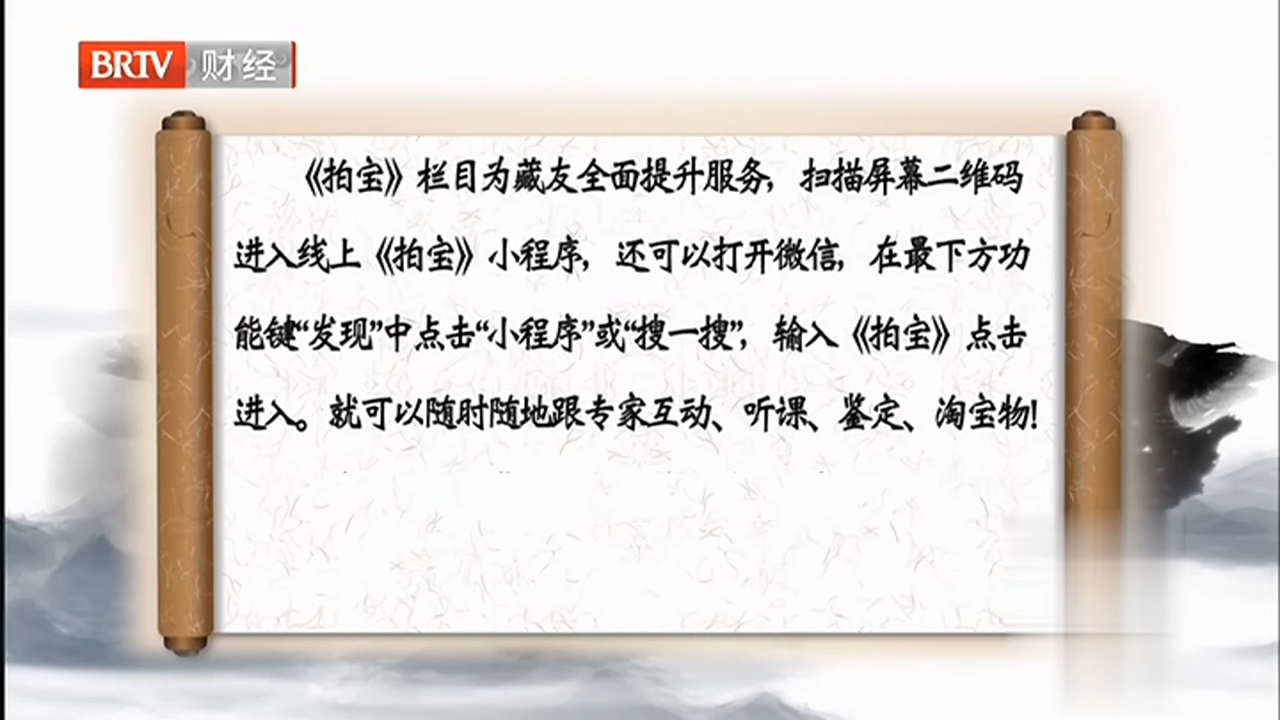 BRTV 财经
《拍宝》栏目为藏友全面提升服务，扫描屏幕二维码
进入线上《拍宝》小程序，还可以打开微信，在最下方功
能键“发现”中点击“小程序”或“搜一搜”，输入《拍宝》点击
进入。就可以随时随地跟专家互动、听课、鉴定、淘宝物！